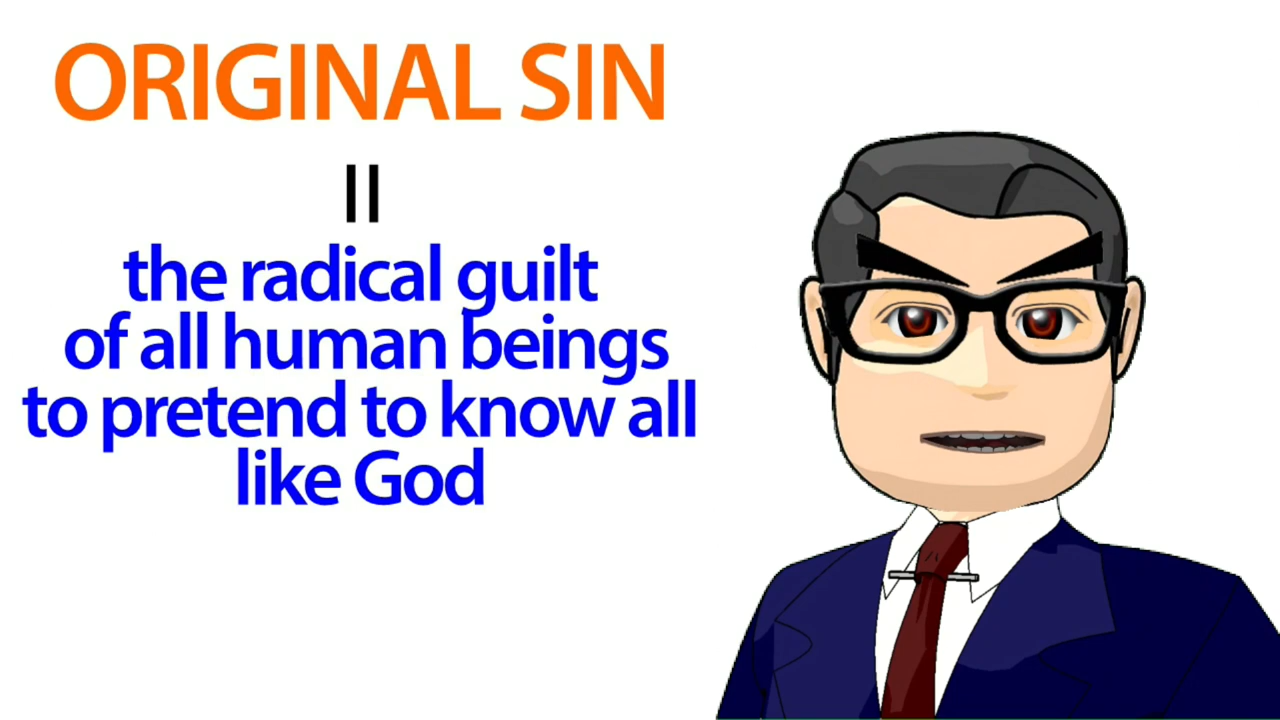 ORIGINAL SIN
=
the radical guilt
of all human beings
to pretend to know all
like God